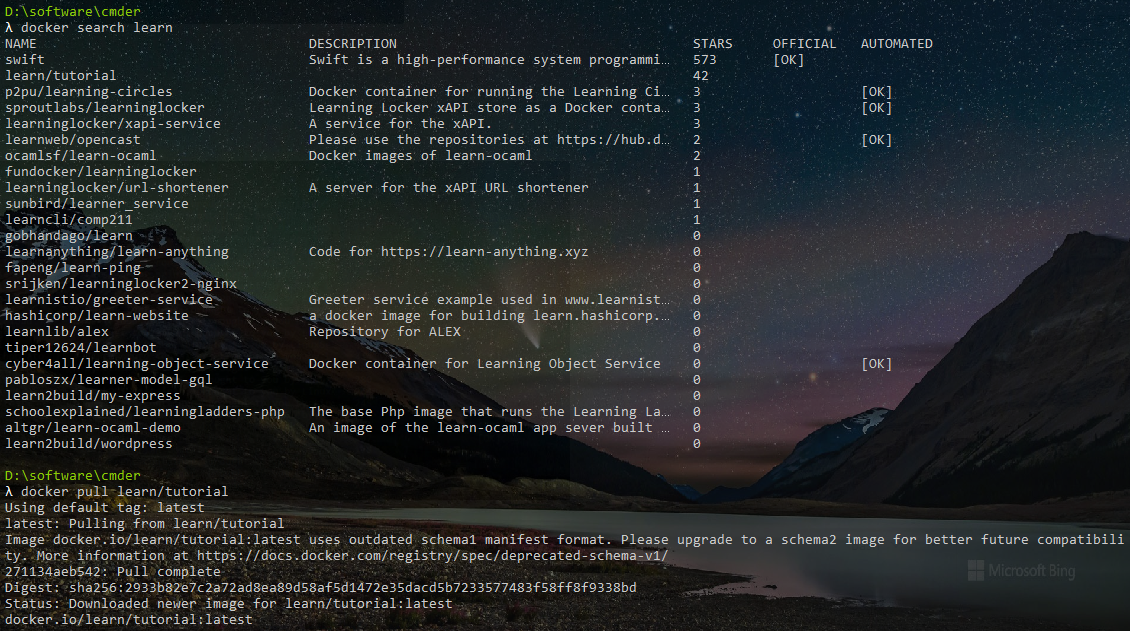 D:\software\cmder
λ docker search learn
NAME DESCRIPTION STARS OFFICIAL AUTOMATED
swift Swift is a high-performance system programmi… 573 [OK]
learn/tutorial 42
p2pu/learning-circles Docker container for running the Learning Ci… 3 [OK]
sproutlabs/learninglocker Learning Locker xAPI store as a Docker conta… 3 [OK]
learninglocker/xapi-service A service for the xAPI. 3
learnweb/opencast Please use the repositories at https://hub.d… 2 [OK]
ocamlsf/learn-ocaml Docker images of learn-ocaml 2
fundocker/learninglocker 1
learninglocker/url-shortener A server for the xAPI URL shortener 1
sunbird/learner_service 1
learncli/comp211 1
gobhandago/learn 0
learnanything/learn-anything Code for https://learn-anything.xyz 0
fapeng/learn-ping 0
srijken/learninglocker2-nginx 0
learnistio/greeter-service Greeter service example used in www.learnist… 0
hashicorp/learn-website a docker image for building learn.hashicorp.… 0
learnlib/alex Repository for ALEX 0
tiper12624/learnbot 0
cyber4all/learning-object-service Docker container for Learning Object Service 0 [OK]
pabloszx/learner-model-gql 0
learn2build/my-express 0
schoolexplained/learningladders-php The base Php image that runs the Learning La… 0
altgr/learn-ocaml-demo An image of the learn-ocaml app sever built … 0
learn2build/wordpress 0
D:\software\cmder
λ docker pull learn/tutorial
Using default tag: latest
latest: Pulling from learn/tutorial
Image docker.io/learn/tutorial:latest uses outdated schema1 manifest format. Please upgrade to a schema2 image for better future compatibili
ty. More information at https://docs.docker.com/registry/spec/deprecated-schema-v1/
271134aeb542: Pull complete
Digest: sha256:2933b82e7c2a72ad8ea89d58af5d1472e35dacd5b7233577483f58ff8f9338bd
Status: Downloaded newer image for learn/tutorial:latest
docker.io/learn/tutorial:latest
Microsoft Bing